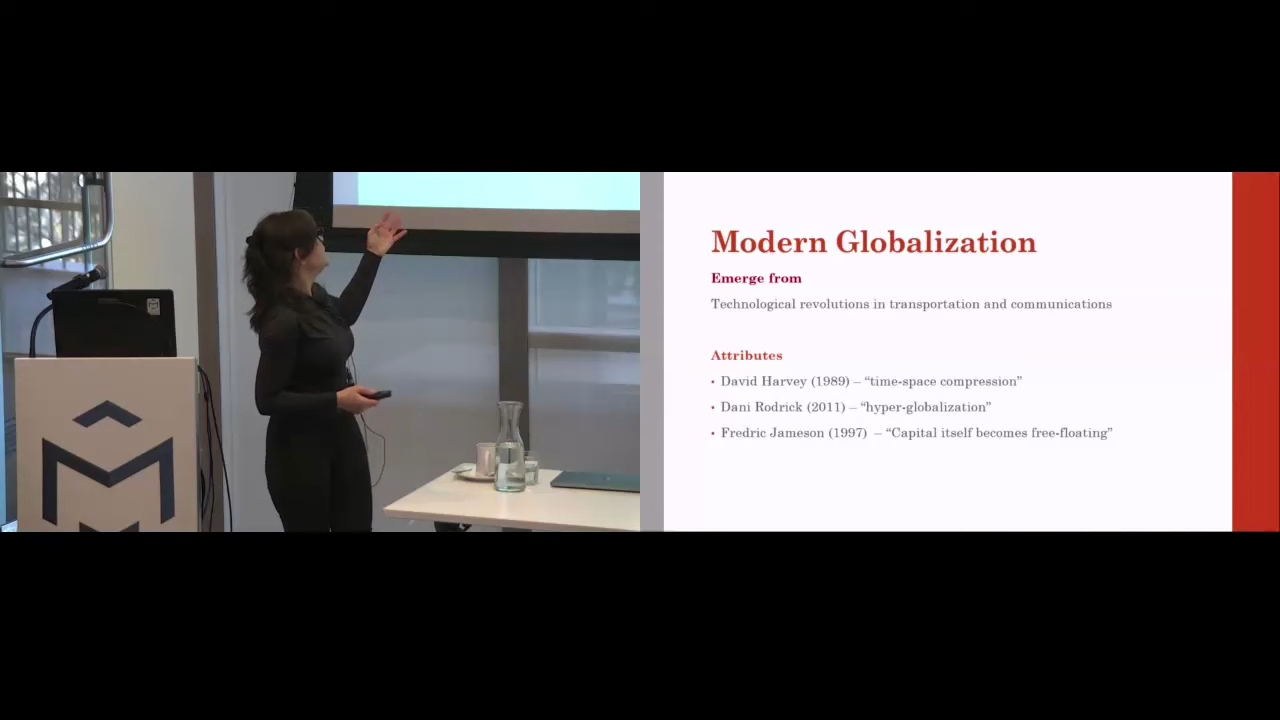 Modern Globalization
Emerge from
Technological revolutions in transportation and communications
Attributes
• David Harvey (1989) – “time-space compression”
• Dani Rodrick (2011) – “hyper-globalization”
• Fredric Jameson (1997) – “Capital itself becomes free-floating”